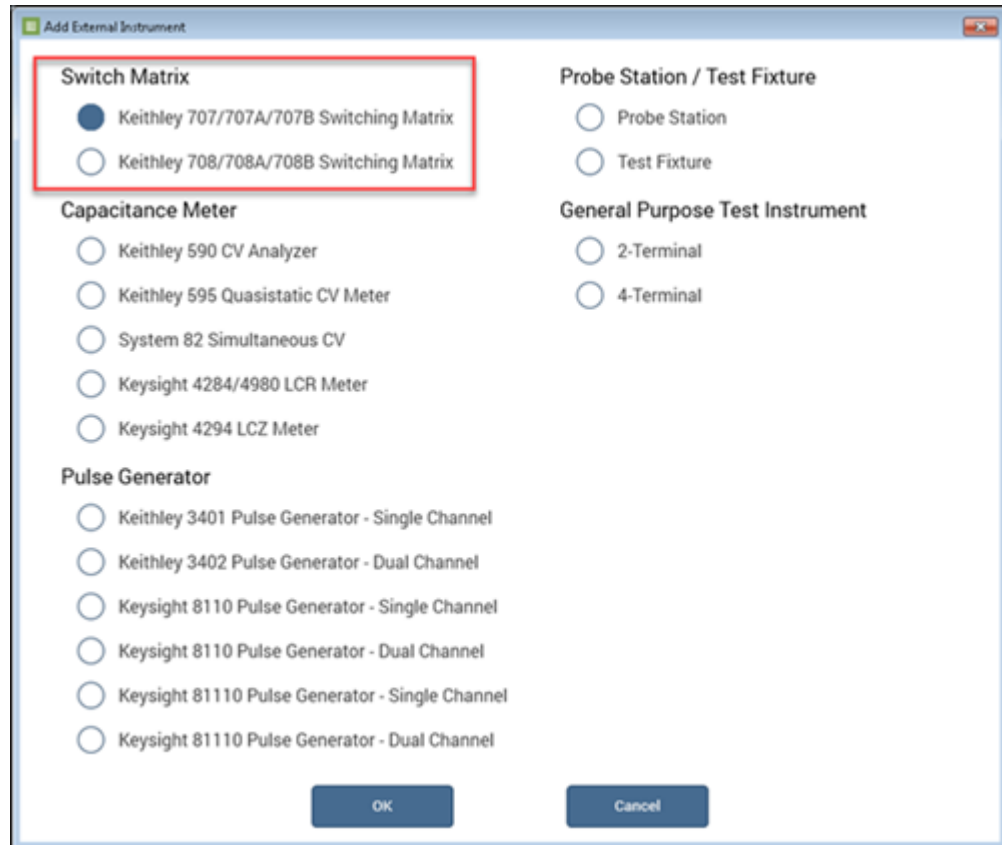 Add External Instrument
Switch Matrix
Keithley 707/707A/707B Switching Matrix
Keithley 708/708A/708B Switching Matrix
Capacitance Meter
Keithley 590 CV Analyzer
Keithley 595 Quasistatic CV Meter
System 82 Simultaneous CV
Keysight 4284/4980 LCR Meter
Keysight 4294 LCZ Meter
Pulse Generator
Keithley 3401 Pulse Generator - Single Channel
Keithley 3402 Pulse Generator - Dual Channel
Keysight 8110 Pulse Generator - Single Channel
Keysight 8110 Pulse Generator - Dual Channel
Keysight 81110 Pulse Generator - Single Channel
Keysight 81110 Pulse Generator - Dual Channel
Probe Station / Test Fixture
Probe Station
Test Fixture
General Purpose Test Instrument
2-Terminal
4-Terminal
OK
Cancel